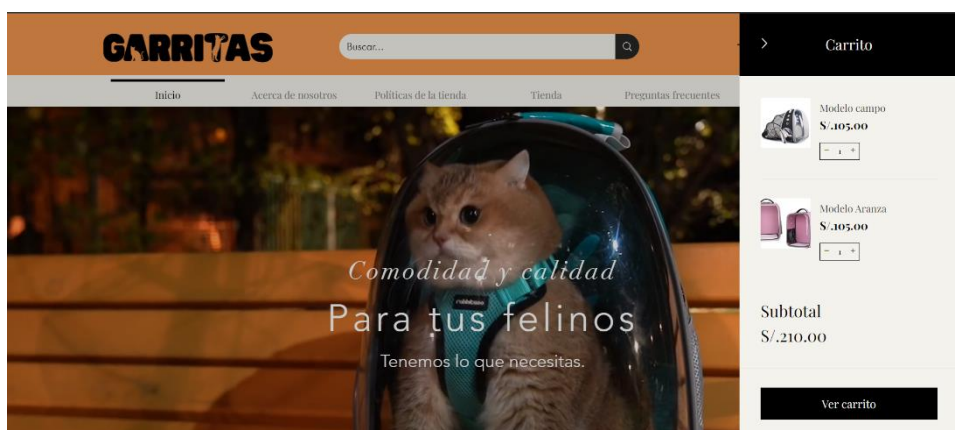 GARRITAS
Buscar...
Carrito
Inicio
Acerca de nosotros
Políticas de la tienda
Tienda
Preguntas frecuentes
Modelo campo
S/.105.00
- 1 +
Modelo Aranza
S/.105.00
- 1 +
Comodidad y calidad
Para tus felinos
Tenemos lo que necesitas.
Subtotal
S/.210.00
Ver carrito